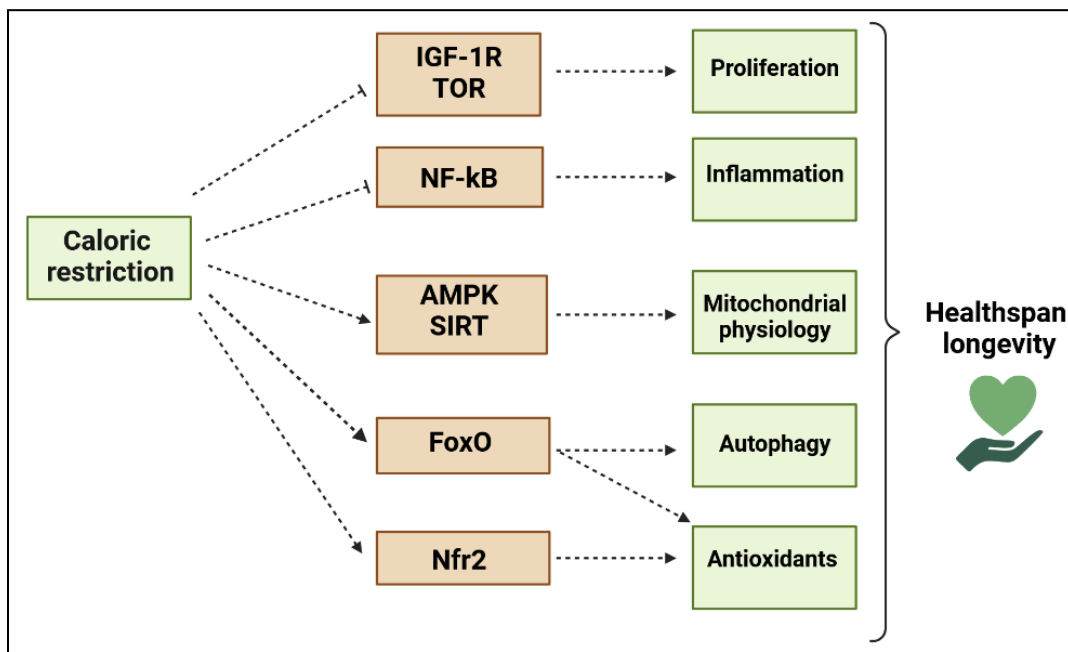 IGF-1R
TOR
Proliferation
NF-kB
Inflammation
Caloric
restriction
AMPK
SIRT
Mitochondrial
physiology
Healthspan
longevity
FoxO
Autophagy
Nfr2
Antioxidants